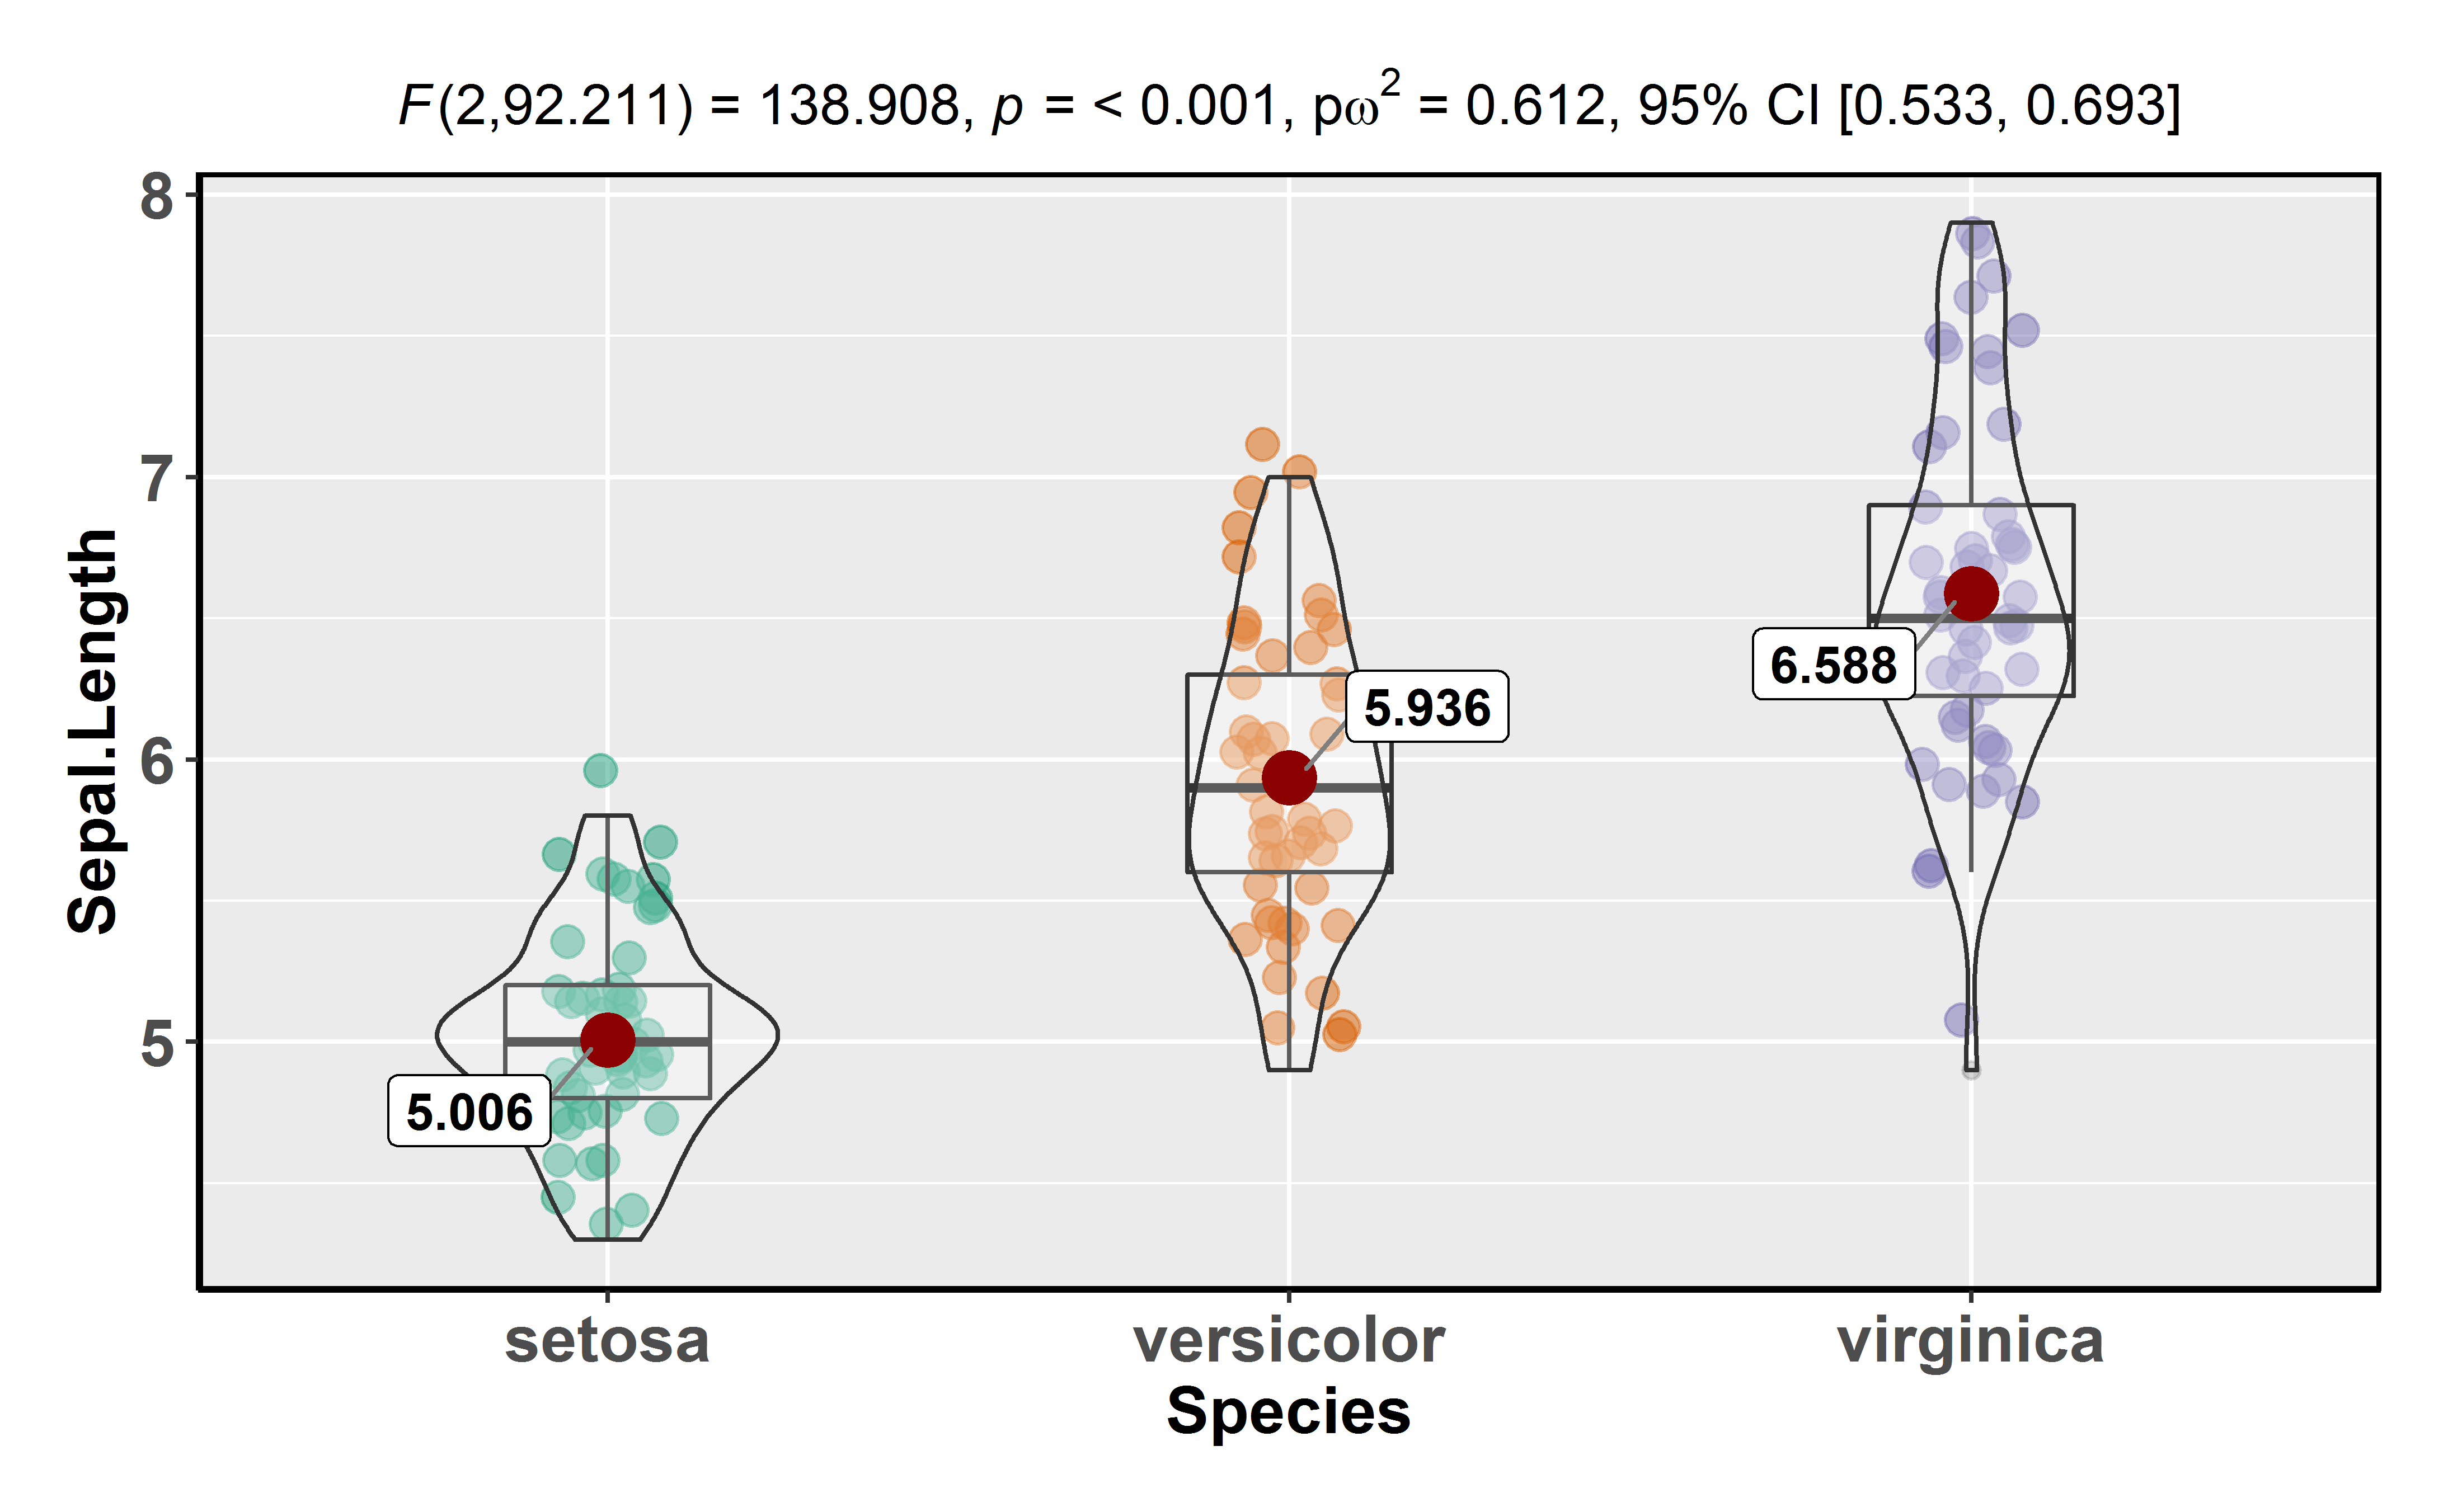 F(2,92.211) = 138.908, p = < 0.001, pω² = 0.612, 95% CI [0.533, 0.693]
8
7
6
5
Sepal.Length
5.006
5.936
6.588
setosa versicolor virginica
Species